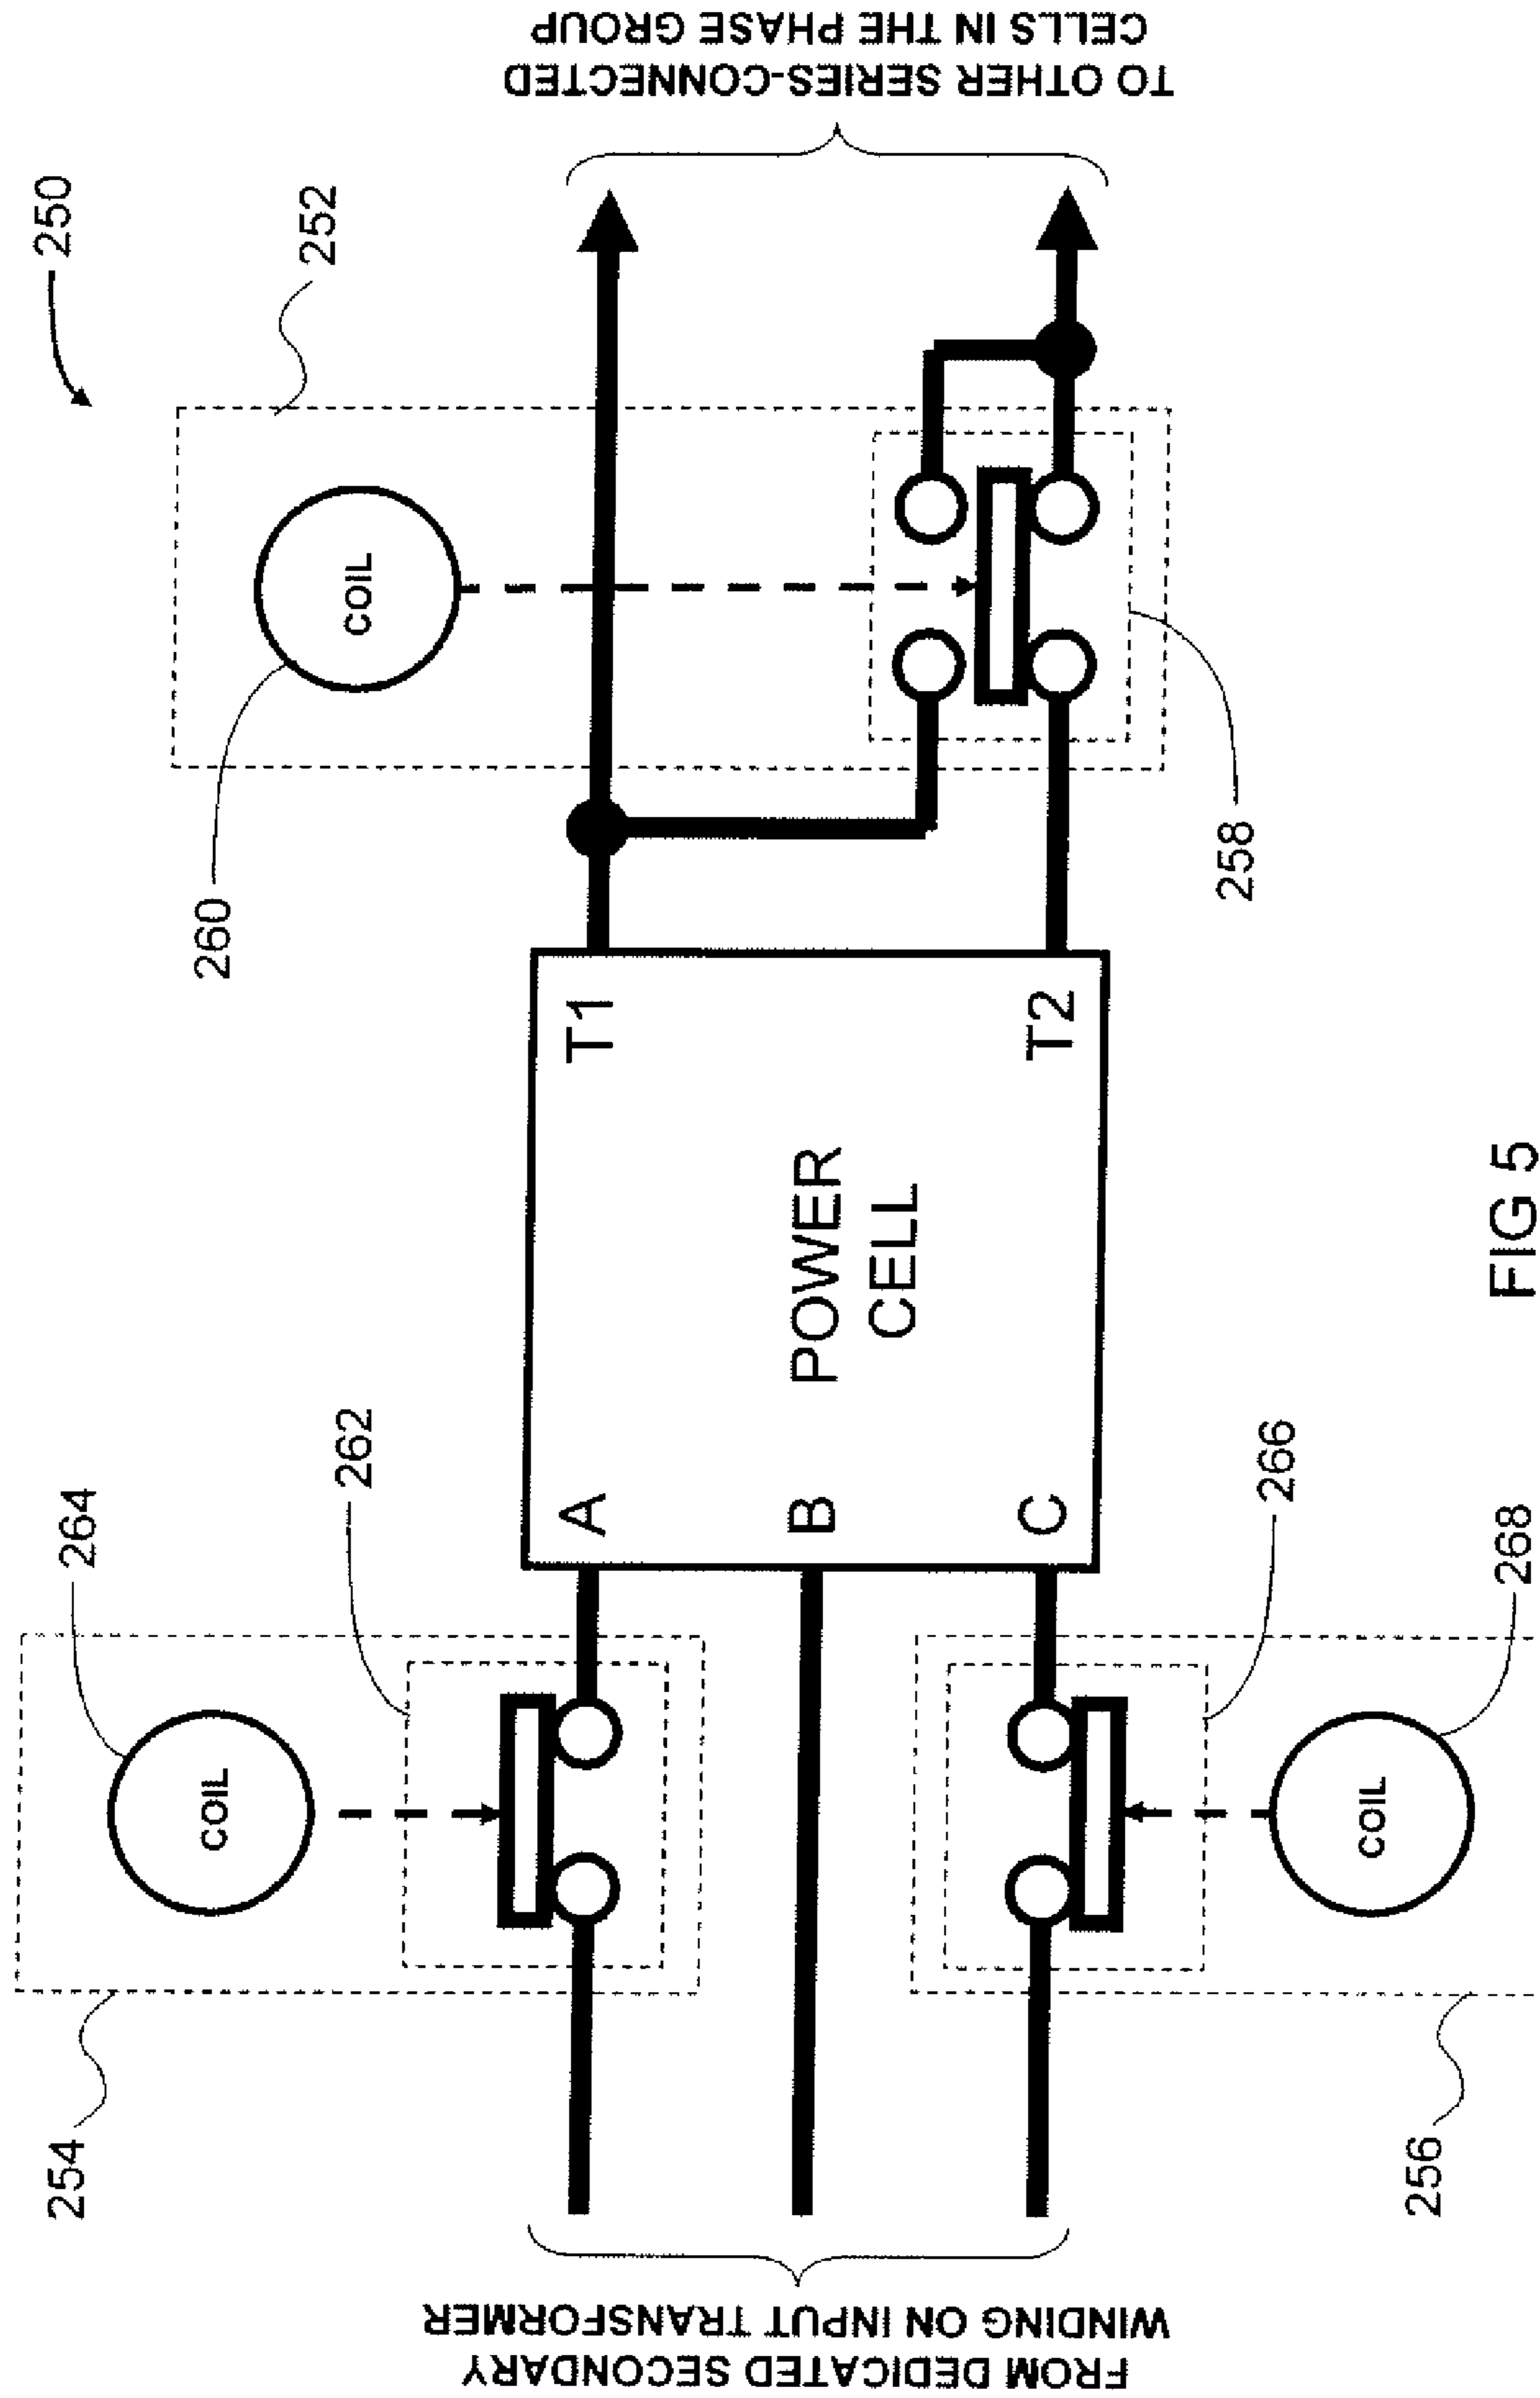 250
252
260
COIL
TO OTHER SERIES-CONNECTED
CELLS IN THE PHASE GROUP
258
264
COIL
262
254
A
B
C
POWER
CELL
T1
T2
FROM DEDICATED SECONDARY
WINDING ON INPUT TRANSFORMER
266
COIL
268
256
FIG 5